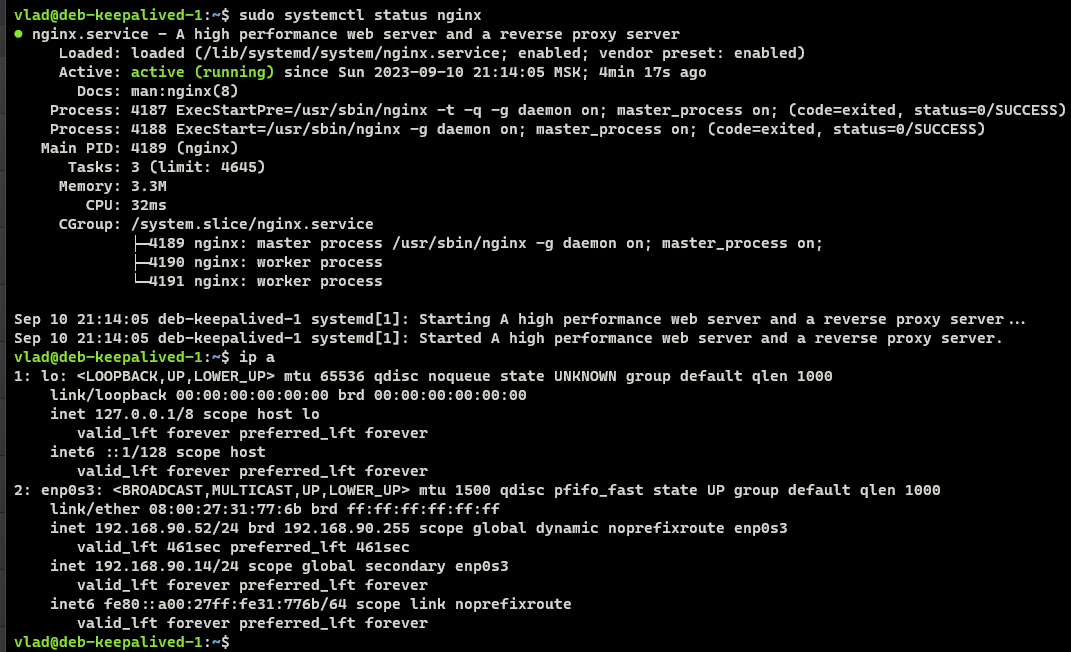 vlad@deb-keepalived-1:~$ sudo systemctl status nginx
● nginx.service - A high performance web server and a reverse proxy server
     Loaded: loaded (/lib/systemd/system/nginx.service; enabled; vendor preset: enabled)
     Active: active (running) since Sun 2023-09-10 21:14:05 MSK; 4min 17s ago
       Docs: man:nginx(8)
    Process: 4187 ExecStartPre=/usr/sbin/nginx -t -q -g daemon on; master_process on; (code=exited, status=0/SUCCESS)
    Process: 4188 ExecStart=/usr/sbin/nginx -g daemon on; master_process on; (code=exited, status=0/SUCCESS)
   Main PID: 4189 (nginx)
      Tasks: 3 (limit: 4645)
     Memory: 3.3M
        CPU: 32ms
     CGroup: /system.slice/nginx.service
             ├─4189 nginx: master process /usr/sbin/nginx -g daemon on; master_process on;
             ├─4190 nginx: worker process
             └─4191 nginx: worker process

Sep 10 21:14:05 deb-keepalived-1 systemd[1]: Starting A high performance web server and a reverse proxy server...
Sep 10 21:14:05 deb-keepalived-1 systemd[1]: Started A high performance web server and a reverse proxy server.
vlad@deb-keepalived-1:~$ ip a
1: lo: <LOOPBACK,UP,LOWER_UP> mtu 65536 qdisc noqueue state UNKNOWN group default qlen 1000
    link/loopback 00:00:00:00:00:00 brd 00:00:00:00:00:00
    inet 127.0.0.1/8 scope host lo
       valid_lft forever preferred_lft forever
    inet6 ::1/128 scope host
       valid_lft forever preferred_lft forever
2: enp0s3: <BROADCAST,MULTICAST,UP,LOWER_UP> mtu 1500 qdisc pfifo_fast state UP group default qlen 1000
    link/ether 08:00:27:31:77:6b brd ff:ff:ff:ff:ff:ff
    inet 192.168.90.52/24 brd 192.168.90.255 scope global dynamic noprefixroute enp0s3
       valid_lft 461sec preferred_lft 461sec
    inet 192.168.90.14/24 scope global secondary enp0s3
       valid_lft forever preferred_lft forever
    inet6 fe80::a00:27ff:fe31:776b/64 scope link noprefixroute
       valid_lft forever preferred_lft forever
vlad@deb-keepalived-1:~$